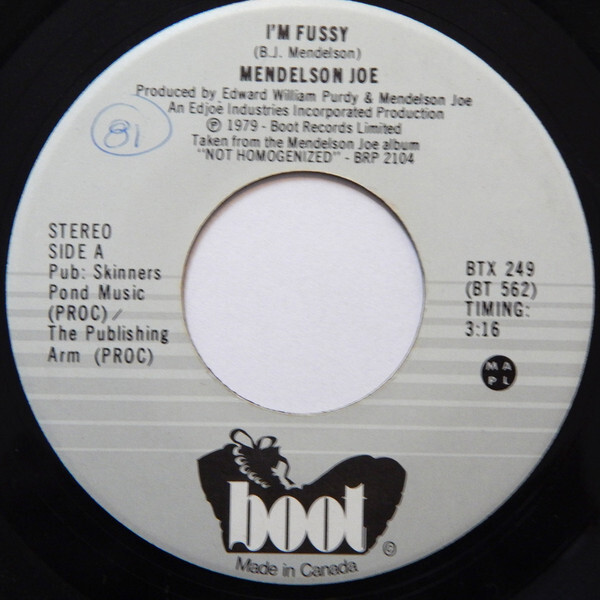 I'M FUSSY
(B.J. Mendelson)
MENDELSON JOE
Produced by Edward William Purdy & Mendelson Joe
An Edjoe Industries Incorporated Production
℗ 1979 - Boot Records Limited
Taken from the Mendelson Joe album
"NOT HOMOGENIZED" - BRP 2104
81
STEREO
SIDE A
Pub: Skinners
Pond Music
(PROC)/
The Publishing
Arm (PROC)
BTX 249
(BT 562)
TIMING:
3:16
M A
P L
boot
©
Made in Canada